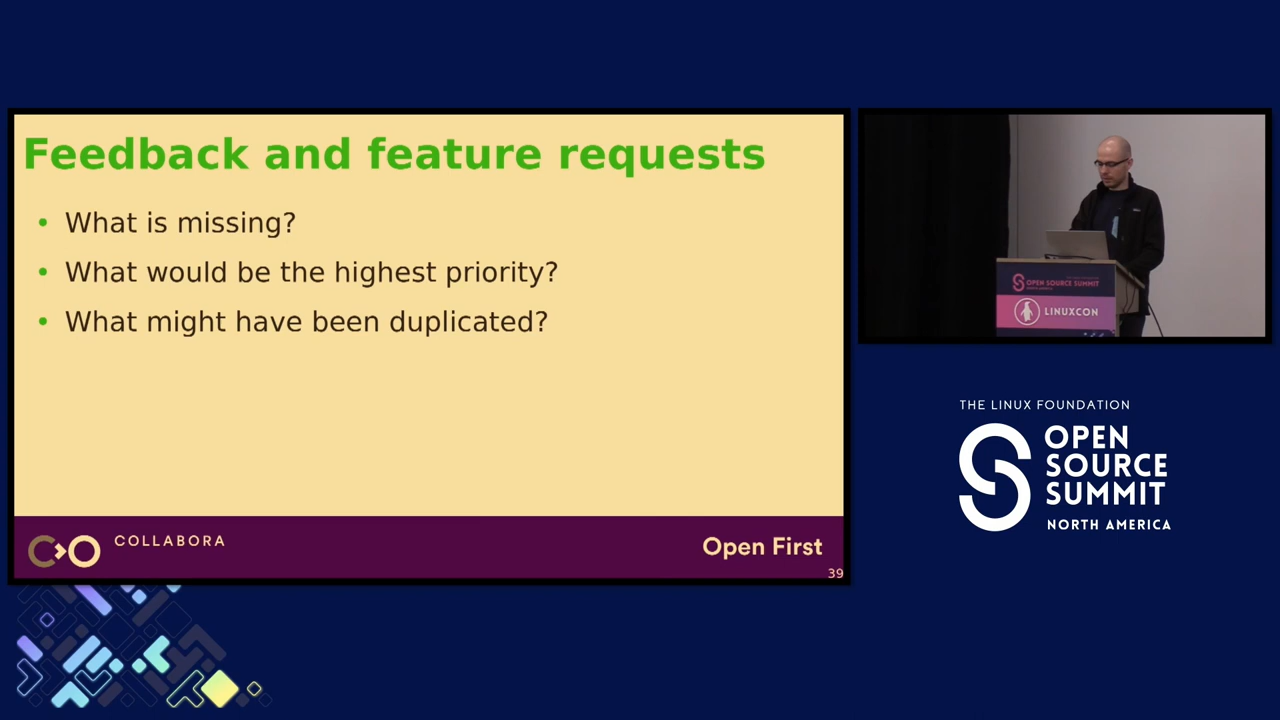 Feedback and feature requests
• What is missing?
• What would be the highest priority?
• What might have been duplicated?
COLLABORA
Open First
39
OPEN SOURCE SUMMIT
LINUXCON
THE LINUX FOUNDATION
OPEN
SOURCE
SUMMIT
NORTH AMERICA